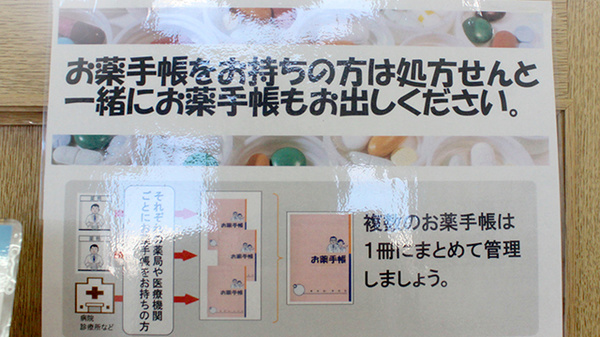 お薬手帳をお持ちの方は処方せんと
一緒にお薬手帳もお出しください。
それぞれの薬局や医療機関
ごとにお薬手帳をお持ちの方
お薬手帳
お薬手帳
お薬手帳
お薬手帳
病院
診療所など
複数のお薬手帳は
1冊にまとめて管理
しましょう。